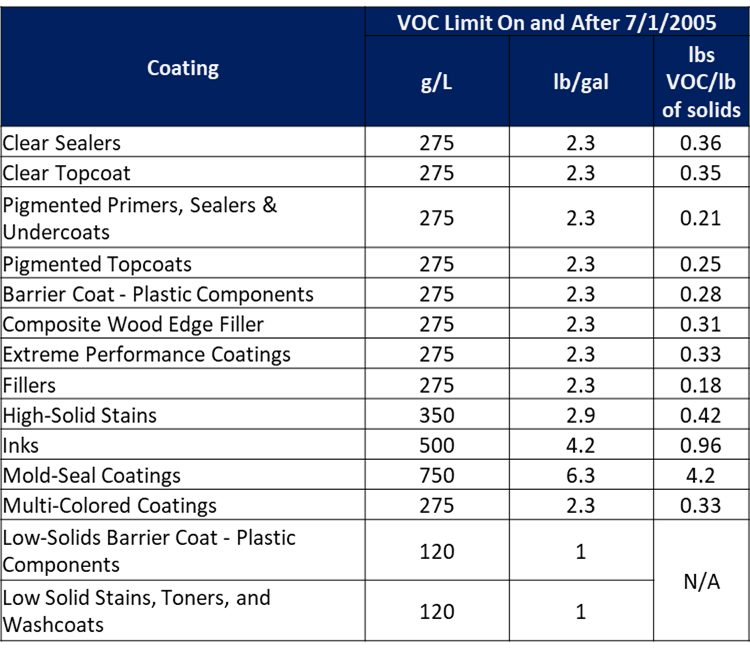 Coating
VOC Limit On and After 7/1/2005
g/L
lb/gal
lbs
VOC/lb
of solids
Clear Sealers 275 2.3 0.36
Clear Topcoat 275 2.3 0.35
Pigmented Primers, Sealers &
Undercoats
275 2.3 0.21
Pigmented Topcoats 275 2.3 0.25
Barrier Coat - Plastic Components 275 2.3 0.28
Composite Wood Edge Filler 275 2.3 0.31
Extreme Performance Coatings 275 2.3 0.33
Fillers 275 2.3 0.18
High-Solid Stains 350 2.9 0.42
Inks 500 4.2 0.96
Mold-Seal Coatings 750 6.3 4.2
Multi-Colored Coatings 275 2.3 0.33
Low-Solids Barrier Coat - Plastic
Components
120 1
N/A
Low Solid Stains, Toners, and
Washcoats
120 1